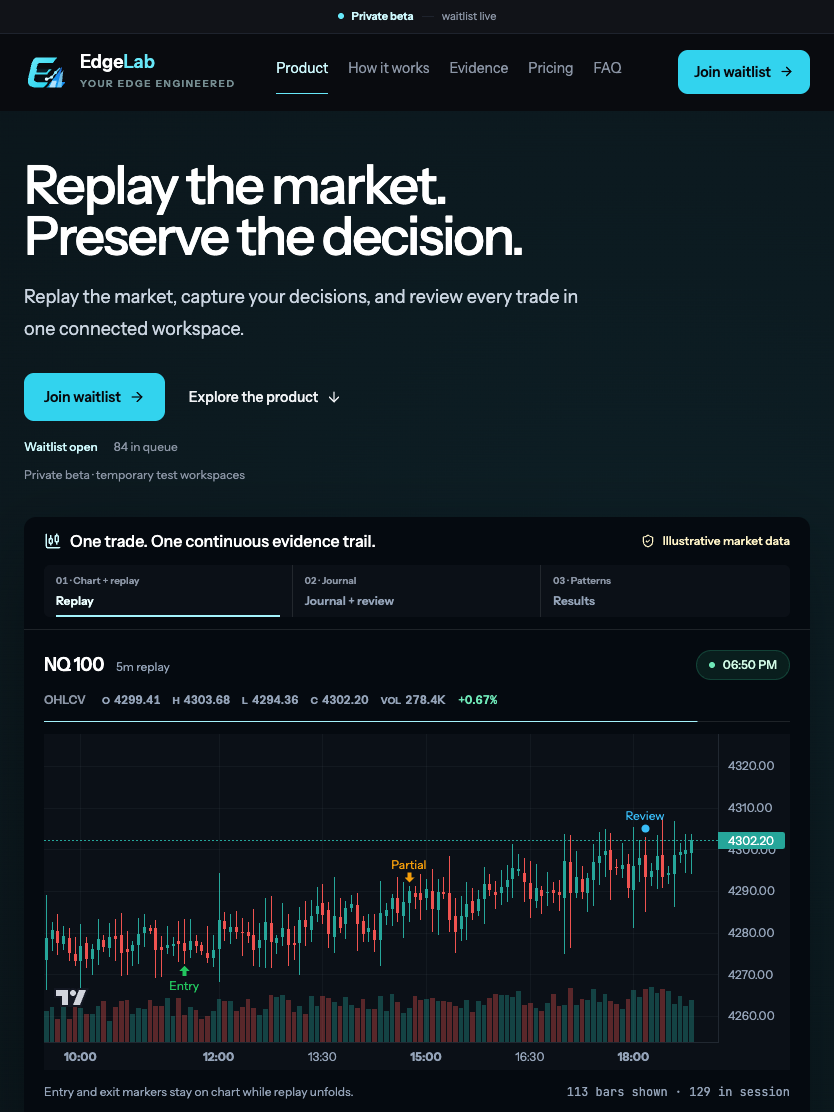 Private beta — waitlist live
EdgeLab
YOUR EDGE ENGINEERED
Product
How it works
Evidence
Pricing
FAQ
Join waitlist →
Replay the market.
Preserve the decision.
Replay the market, capture your decisions, and review every trade in
one connected workspace.
Join waitlist →
Explore the product ↓
Waitlist open 84 in queue
Private beta · temporary test workspaces
One trade. One continuous evidence trail.
Illustrative market data
01 · Chart + replay
Replay
02 · Journal
Journal + review
03 · Patterns
Results
NQ 100 5m replay
06:50 PM
OHLCV O 4299.41 H 4303.68 L 4294.36 C 4302.20 VOL 278.4K +0.67%
4320.00
4310.00
Review
4302.20
4300.00
Partial
4290.00
4280.00
4270.00
Entry
4260.00
10:00 12:00 13:30 15:00 16:30 18:00
Entry and exit markers stay on chart while replay unfolds.
113 bars shown · 129 in session